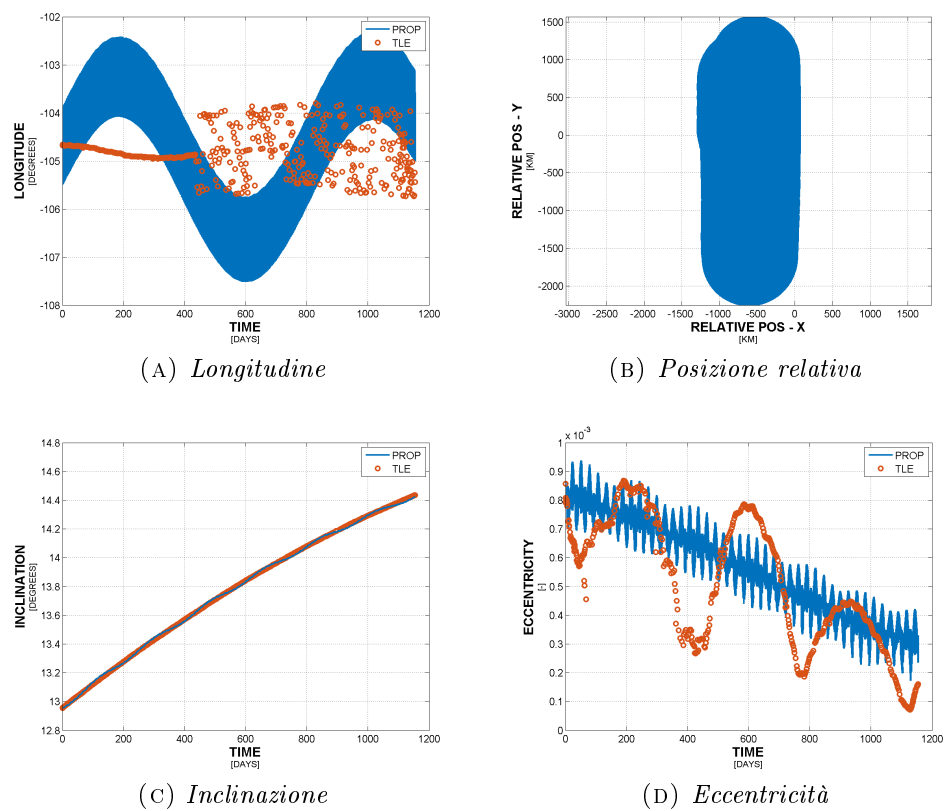 -102
-103
-104
-105
-106
-107
-108
LONGITUDE
[DEGREES]
0
200
400
600
800
1000
1200
TIME
[DAYS]
PROP
TLE
(A) Longitudine
1500
1000
500
0
-500
-1000
-1500
-2000
RELATIVE POS - Y
[KM]
-3000
-2500
-2000
-1500
-1000
-500
0
500
1000
1500
RELATIVE POS - X
[KM]
(B) Posizione relativa
14.8
14.6
14.4
14.2
14
13.8
13.6
13.4
13.2
13
12.8
INCLINATION
[DEGREES]
0
200
400
600
800
1000
1200
TIME
[DAYS]
PROP
TLE
(C) Inclinazione
x 10⁻³
1
0.9
0.8
0.7
0.6
0.5
0.4
0.3
0.2
0.1
0
ECCENTRICITY
[-]
0
200
400
600
800
1000
1200
TIME
[DAYS]
PROP
TLE
(D) Eccentricità